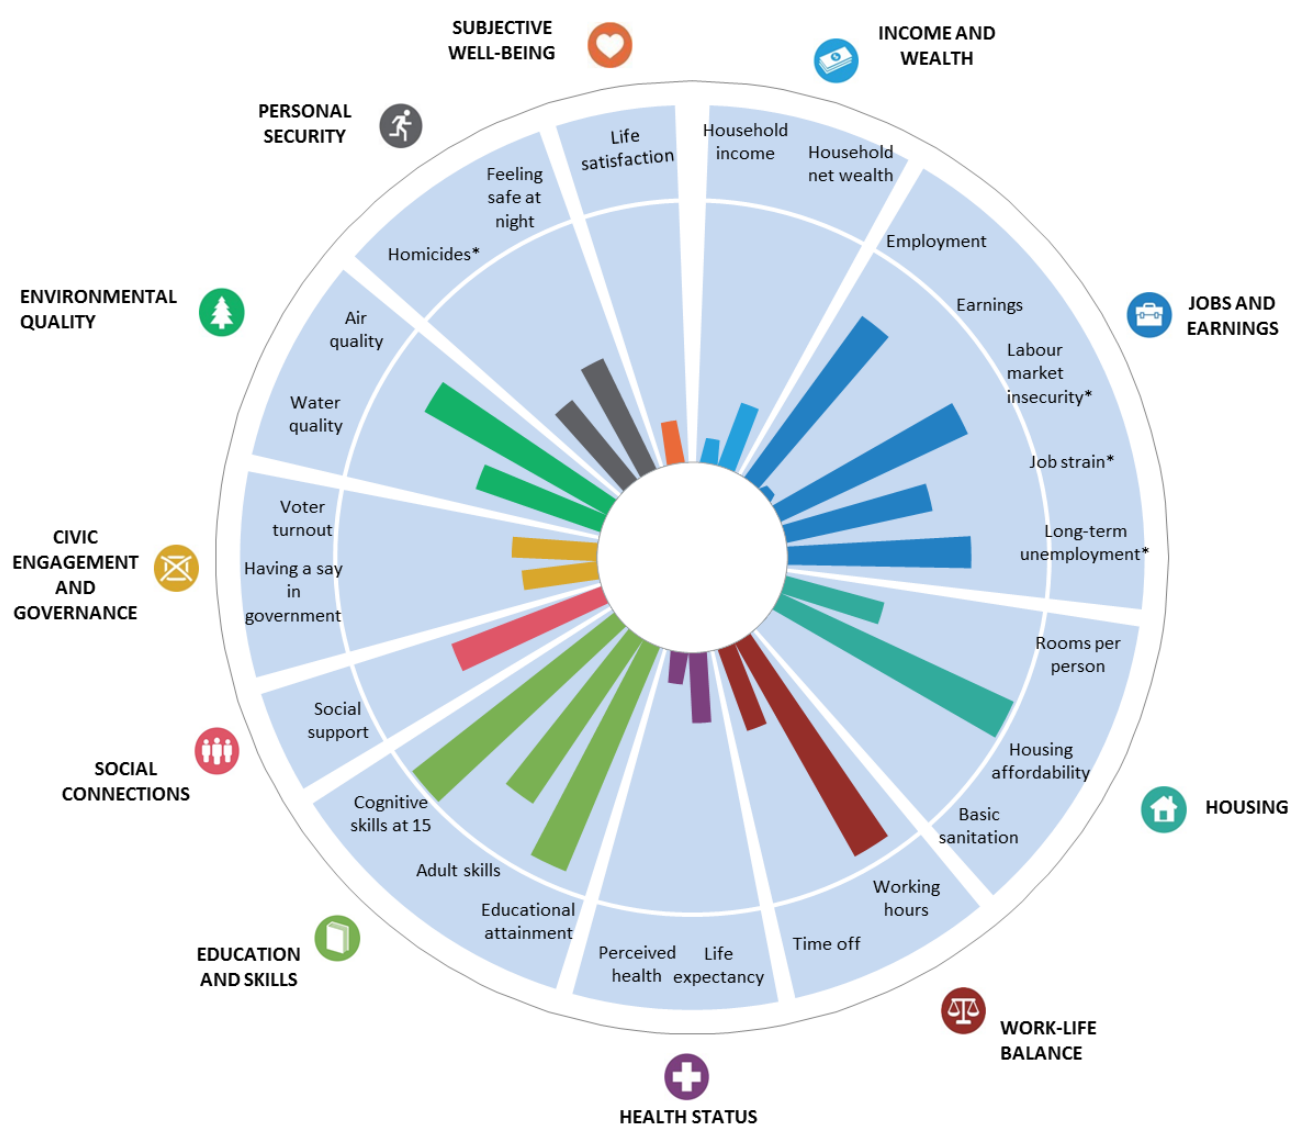 SUBJECTIVE
WELL-BEING
INCOME AND
WEALTH
PERSONAL
SECURITY
Life
satisfaction
Household
income
Household
net wealth
Feeling
safe at
night
Homicides*
Employment
Earnings
Labour
market
insecurity*
Job strain*
Long-term
unemployment*
JOBS AND
EARNINGS
ENVIRONMENTAL
QUALITY
Air
quality
Water
quality
Voter
turnout
Having a say
in
government
CIVIC
ENGAGEMENT
AND
GOVERNANCE
Rooms per
person
Housing
affordability
Basic
sanitation
HOUSING
Social
support
SOCIAL
CONNECTIONS
Cognitive
skills at 15
Adult skills
Educational
attainment
EDUCATION
AND SKILLS
Perceived
health
Life
expectancy
Time off
Working
hours
WORK-LIFE
BALANCE
HEALTH STATUS